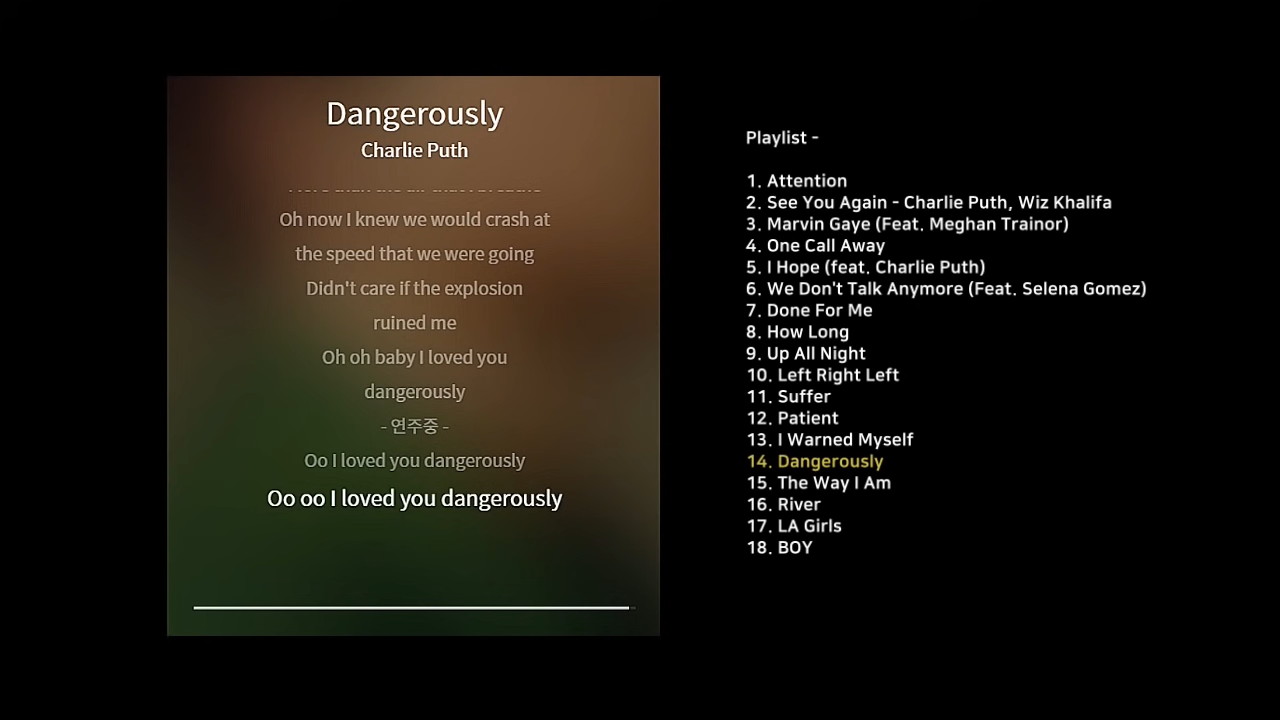 Dangerously
Charlie Puth
Oh now I knew we would crash at
the speed that we were going
Didn't care if the explosion
ruined me
Oh oh baby I loved you
dangerously
- 연주중 -
Oo I loved you dangerously
Oo oo I loved you dangerously
Playlist -
1. Attention
2. See You Again - Charlie Puth, Wiz Khalifa
3. Marvin Gaye (Feat. Meghan Trainor)
4. One Call Away
5. I Hope (feat. Charlie Puth)
6. We Don't Talk Anymore (Feat. Selena Gomez)
7. Done For Me
8. How Long
9. Up All Night
10. Left Right Left
11. Suffer
12. Patient
13. I Warned Myself
14. Dangerously
15. The Way I Am
16. River
17. LA Girls
18. BOY